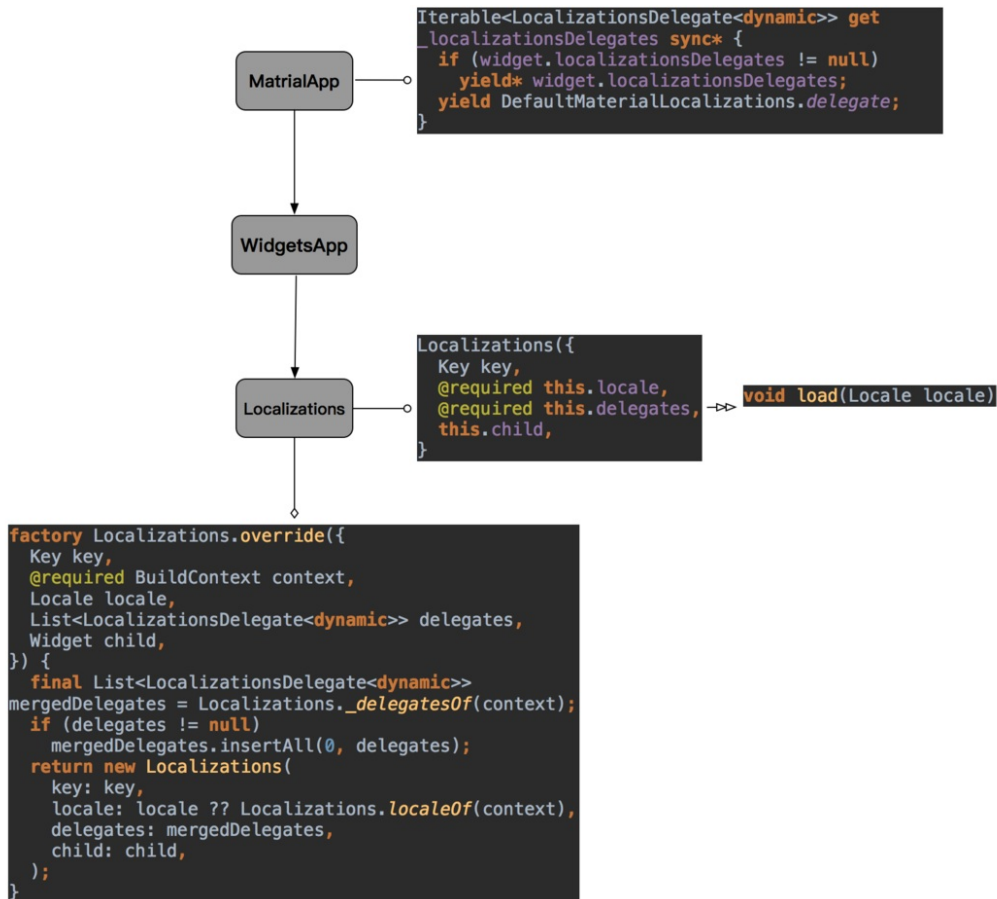 Iterable<LocalizationsDelegate<dynamic>> get
_localizationsDelegates sync* {
  if (widget.localizationsDelegates != null)
    yield* widget.localizationsDelegates;
  yield DefaultMaterialLocalizations.delegate;
}
MatrialApp
WidgetsApp
Localizations
Localizations({
  Key key,
  @required this.locale,
  @required this.delegates,
  this.child,
}
void load(Locale locale)
factory Localizations.override({
  Key key,
  @required BuildContext context,
  Locale locale,
  List<LocalizationsDelegate<dynamic>> delegates,
  Widget child,
}) {
  final List<LocalizationsDelegate<dynamic>>
mergedDelegates = Localizations._delegatesOf(context);
  if (delegates != null)
    mergedDelegates.insertAll(0, delegates);
  return new Localizations(
    key: key,
    locale: locale ?? Localizations.localeOf(context),
    delegates: mergedDelegates,
    child: child,
  );
}